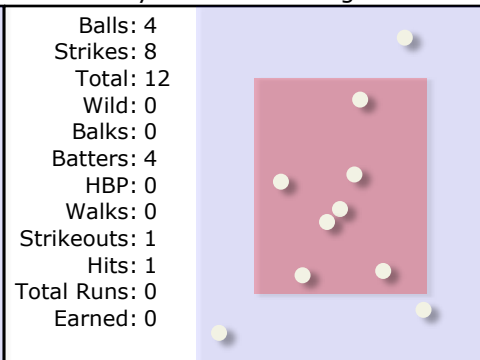 Balls: 4
Strikes: 8
Total: 12
Wild: 0
Balks: 0
Batters: 4
HBP: 0
Walks: 0
Strikeouts: 1
Hits: 1
Total Runs: 0
Earned: 0